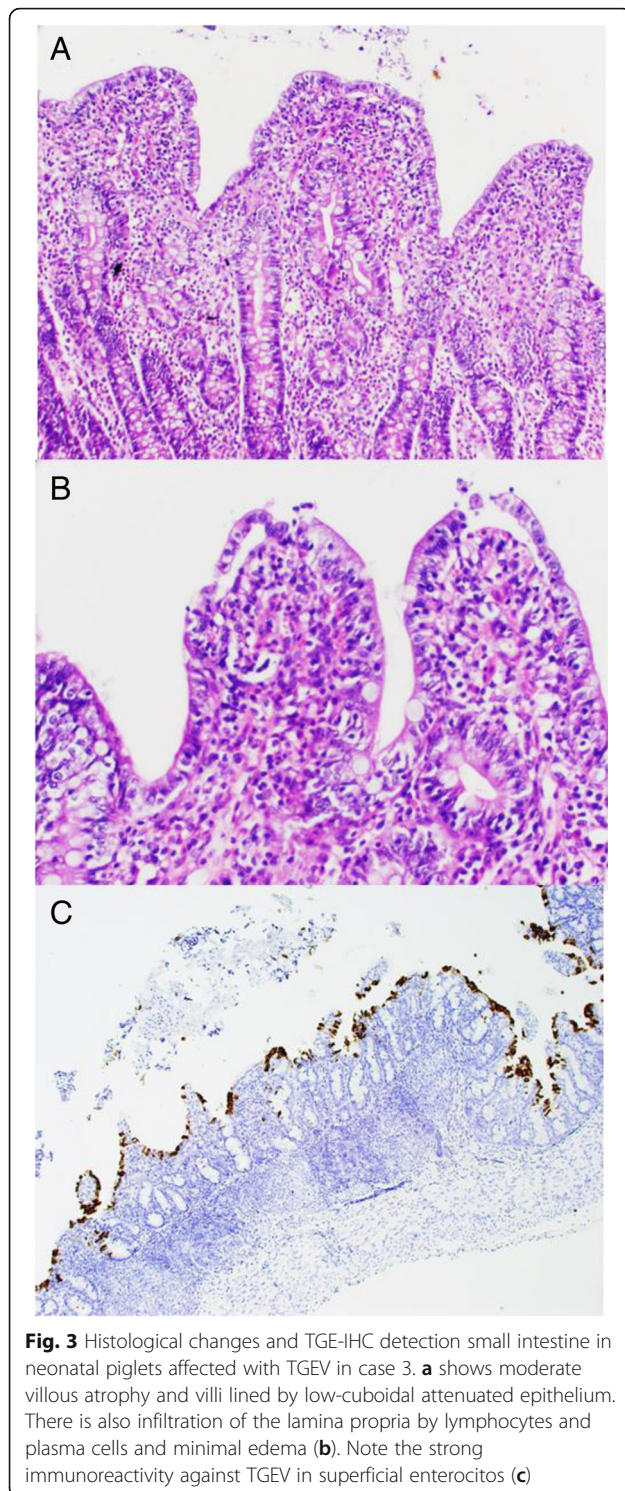 A
B
C
Fig. 3 Histological changes and TGE-IHC detection small intestine in
neonatal piglets affected with TGEV in case 3. a shows moderate
villous atrophy and villi lined by low-cuboidal attenuated epithelium.
There is also infiltration of the lamina propria by lymphocytes and
plasma cells and minimal edema (b). Note the strong
immunoreactivity against TGEV in superficial enterocitos (c)